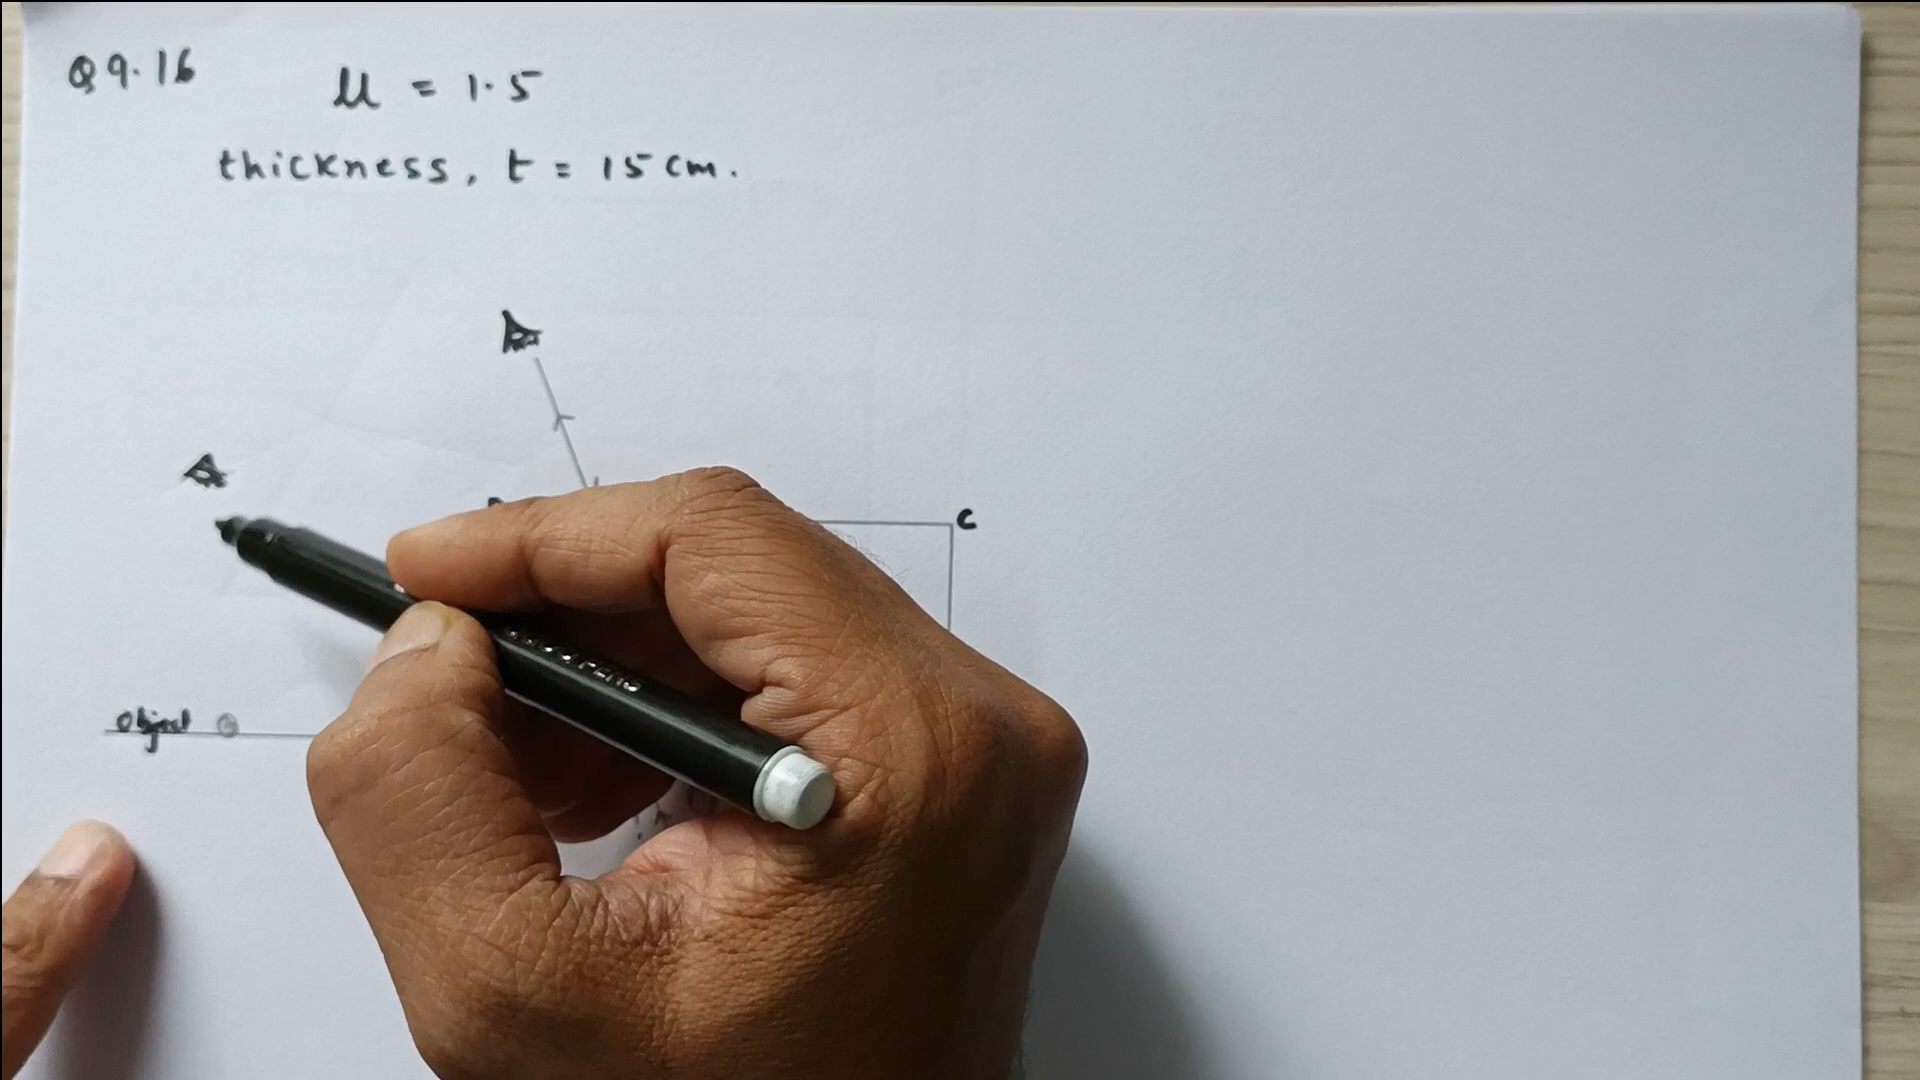 Q9.16
μ = 1.5
thickness, t = 15 cm.
C
Object